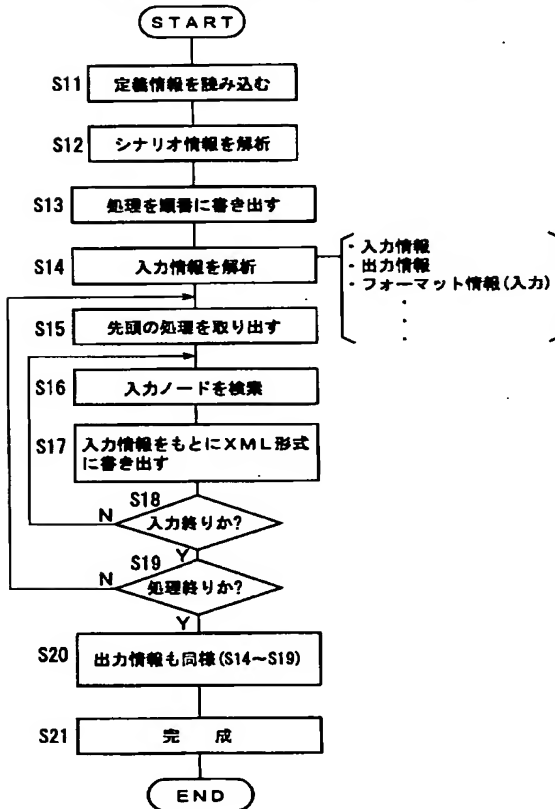 START
S11 定義情報を読み込む
S12 シナリオ情報を解析
S13 処理を順番に書き出す
S14 入力情報を解析
・入力情報
・出力情報
・フォーマット情報(入力)
・
・
・
S15 先頭の処理を取り出す
S16 入力ノードを検索
S17 入力情報をもとにXML形式
に書き出す
S18
N 入力終りか?
Y
S19
N 処理終りか?
Y
S20 出力情報も同様(S14~S19)
S21 完 成
END